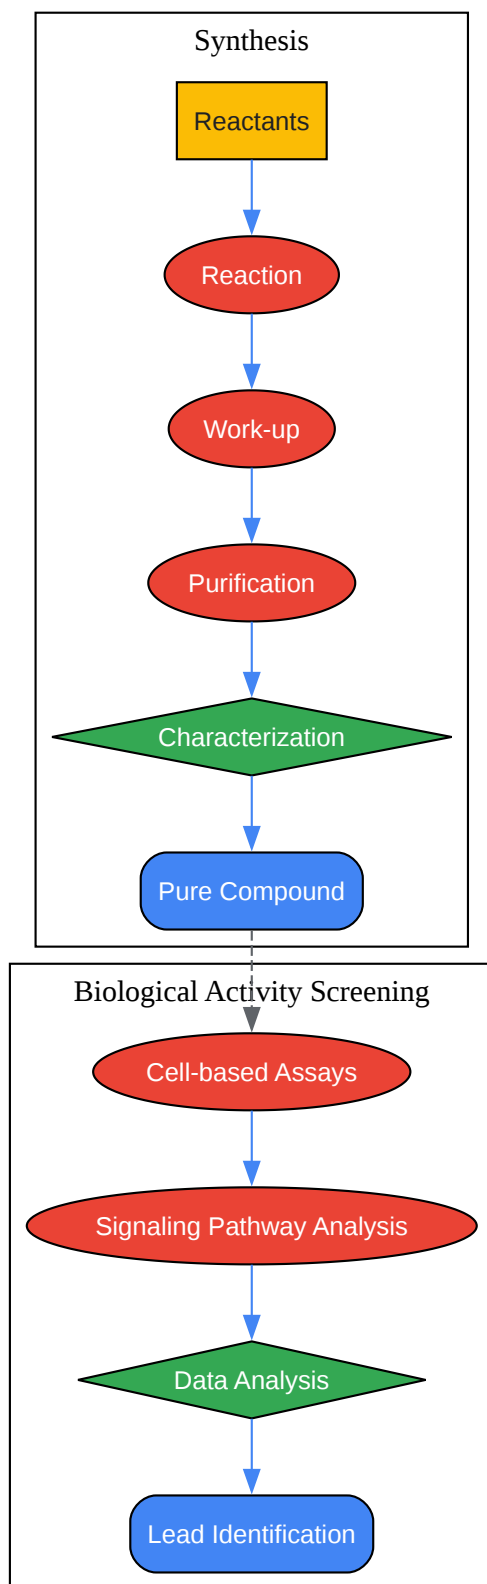 Synthesis
Reactants
Reaction
Work-up
Purification
Characterization
Pure Compound
Biological Activity Screening
Cell-based Assays
Signaling Pathway Analysis
Data Analysis
Lead Identification